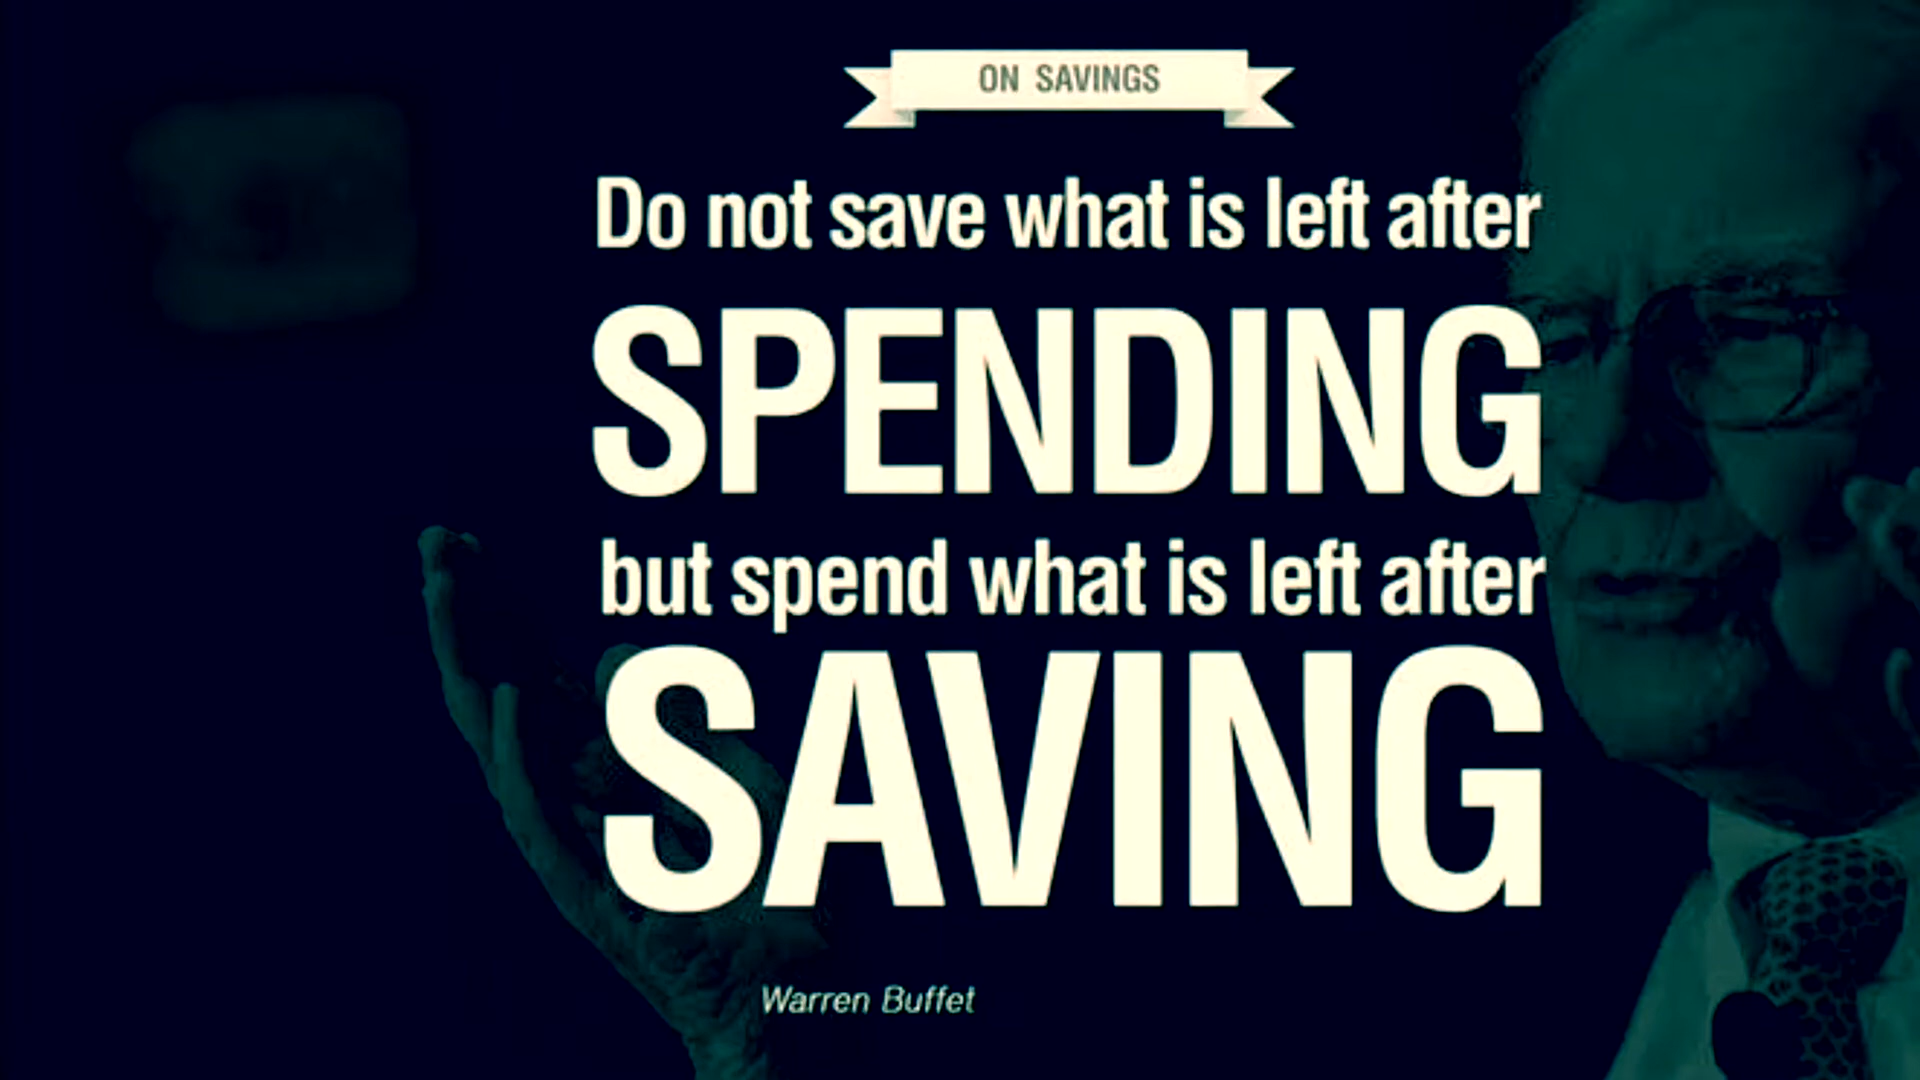 ON SAVINGS
Do not save what is left after
SPENDING
but spend what is left after
SAVING
Warren Buffet